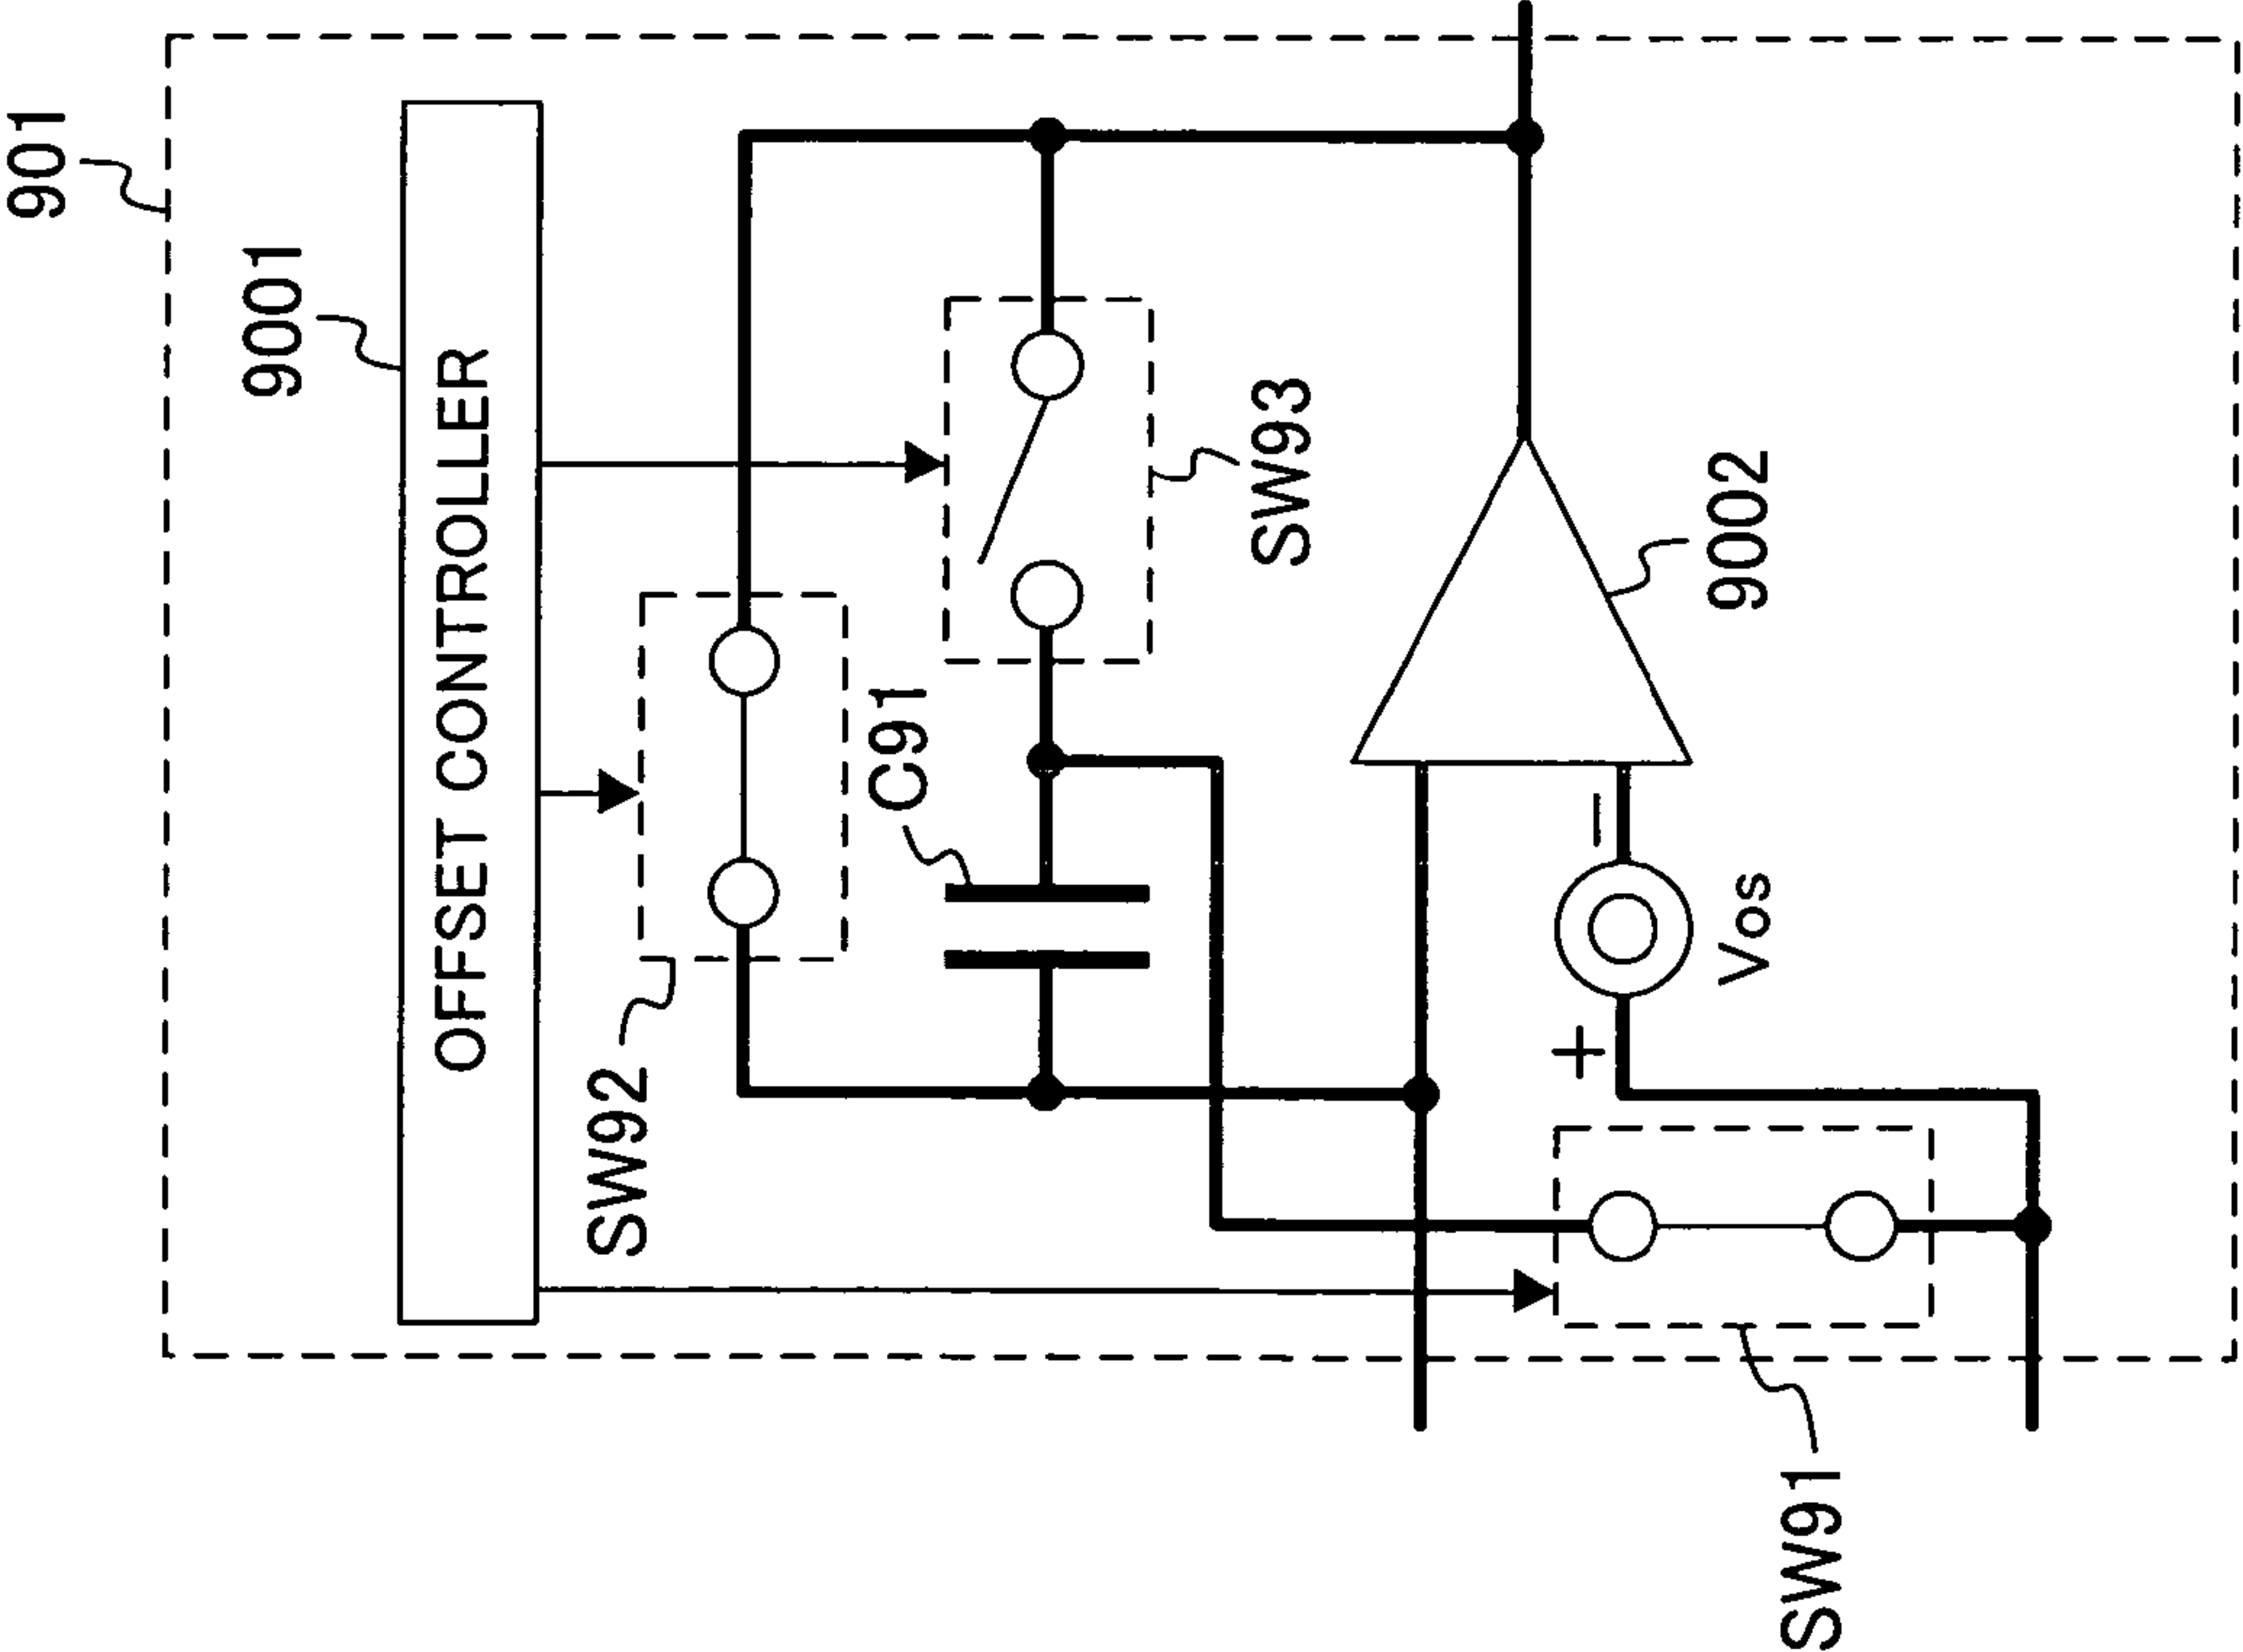 901
9001
OFFSET CONTROLLER
SW92
C91
SW93
9002
−
+
Vos
SW91